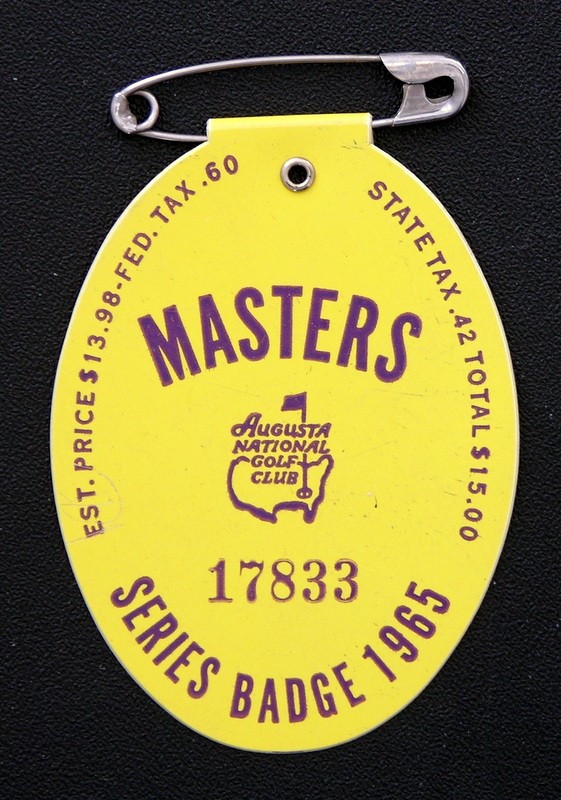 EST. PRICE $13.98-FED. TAX .60
STATE TAX .42 TOTAL $15.00
MASTERS
AUGUSTA
NATIONAL
GOLF
CLUB
17833
SERIES BADGE 1965